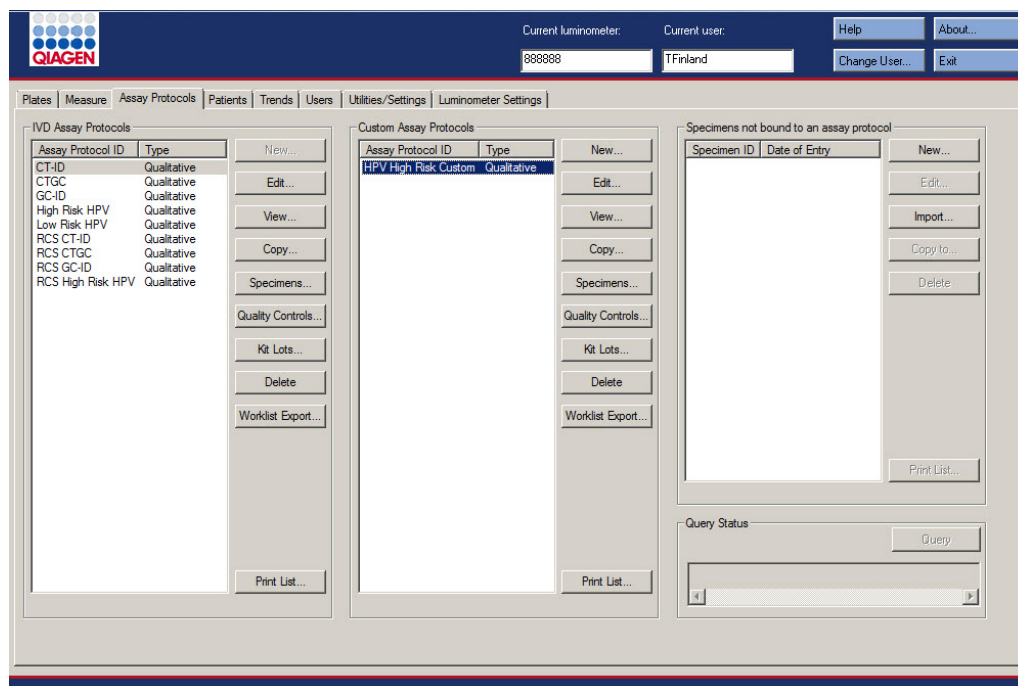 QIAGEN
Current luminometer:
888888
Current user:
TFinland
Help
About...
Change User...
Exit
Plates
Measure
Assay Protocols
Patients
Trends
Users
Utilities/Settings
Luminometer Settings
IVD Assay Protocols
Assay Protocol ID Type
CT-ID Qualitative
CTGC Qualitative
GC-ID Qualitative
High Risk HPV Qualitative
Low Risk HPV Qualitative
RCS CT-ID Qualitative
RCS CTGC Qualitative
RCS GC-ID Qualitative
RCS High Risk HPV Qualitative
New...
Edit...
View...
Copy...
Specimens...
Quality Controls...
Kit Lots...
Delete
Worklist Export...
Print List...
Custom Assay Protocols
Assay Protocol ID Type
HPV High Risk Custom Qualitative
New...
Edit...
View...
Copy...
Specimens...
Quality Controls...
Kit Lots...
Delete
Worklist Export...
Print List...
Specimens not bound to an assay protocol
Specimen ID Date of Entry
New...
Edit...
Import...
Copy to...
Delete
Print List...
Query Status
Query